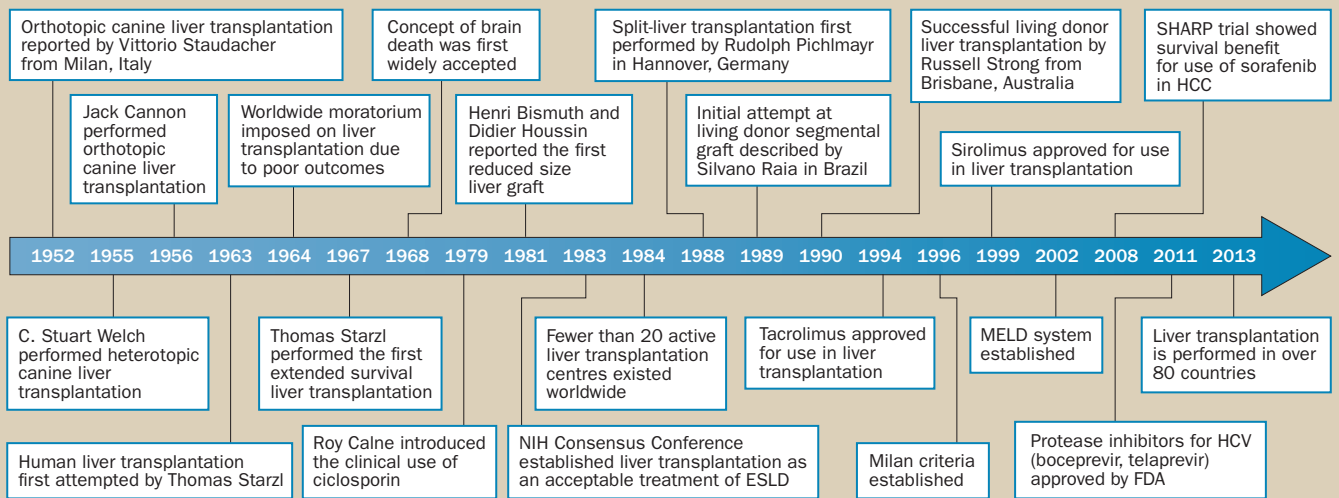 Orthotopic canine liver transplantation
reported by Vittorio Staudacher
from Milan, Italy
Concept of brain
death was first
widely accepted
Split-liver transplantation first
performed by Rudolph Pichlmayr
in Hannover, Germany
Successful living donor
liver transplantation by
Russell Strong from
Brisbane, Australia
SHARP trial showed
survival benefit
for use of sorafenib
in HCC
Jack Cannon
performed
orthotopic
canine liver
transplantation
Worldwide moratorium
imposed on liver
transplantation due
to poor outcomes
Henri Bismuth and
Didier Houssin
reported the first
reduced size
liver graft
Initial attempt at
living donor segmental
graft described by
Silvano Raia in Brazil
Sirolimus approved for use
in liver transplantation
1952 1955 1956 1963 1964 1967 1968 1979 1981 1983 1984 1988 1989 1990 1994 1996 1999 2002 2008 2011 2013
C. Stuart Welch
performed heterotopic
canine liver
transplantation
Thomas Starzl
performed the first
extended survival
liver transplantation
Fewer than 20 active
liver transplantation
centres existed
worldwide
Tacrolimus approved
for use in liver
transplantation
MELD system
established
Liver transplantation
is performed in over
80 countries
Human liver transplantation
first attempted by Thomas Starzl
Roy Calne introduced
the clinical use of
ciclosporin
NIH Consensus Conference
established liver transplantation as
an acceptable treatment of ESLD
Milan criteria
established
Protease inhibitors for HCV
(boceprevir, telaprevir)
approved by FDA